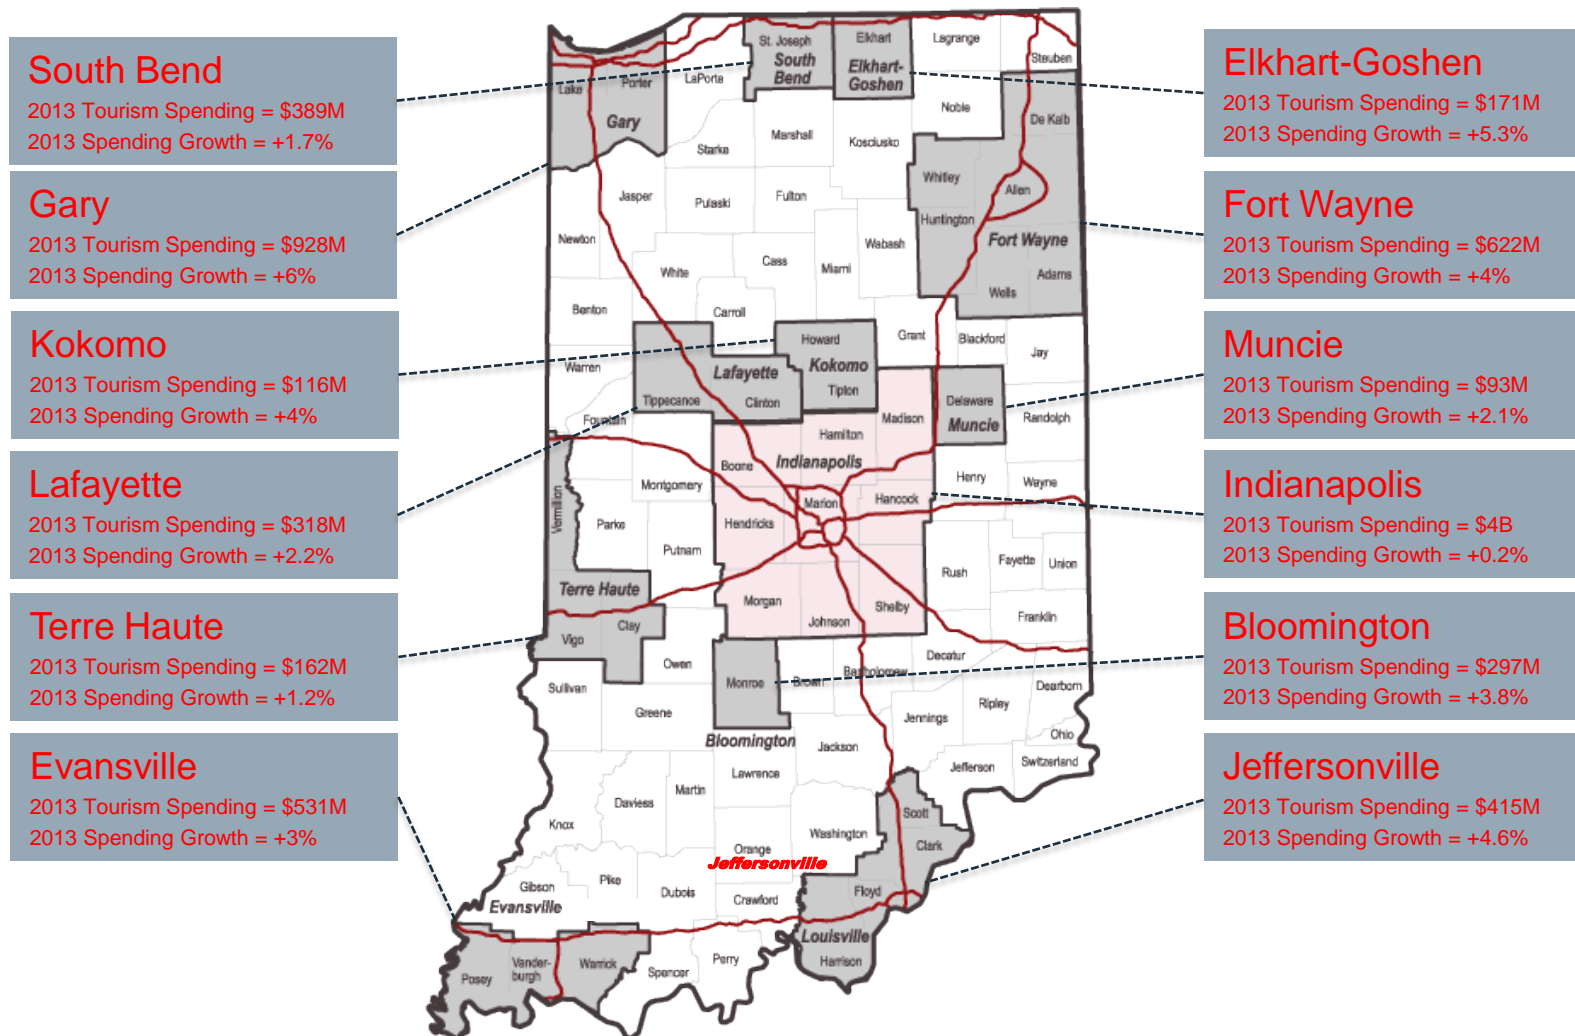 South Bend
2013 Tourism Spending = $389M
2013 Spending Growth = +1.7%
Gary
2013 Tourism Spending = $928M
2013 Spending Growth = +6%
Kokomo
2013 Tourism Spending = $116M
2013 Spending Growth = +4%
Lafayette
2013 Tourism Spending = $318M
2013 Spending Growth = +2.2%
Terre Haute
2013 Tourism Spending = $162M
2013 Spending Growth = +1.2%
Evansville
2013 Tourism Spending = $531M
2013 Spending Growth = +3%
St. Joseph
South
Bend
Elkhart
Elkhart-
Goshen
Lagrange
Steuben
LaPorte
Lake
Porter
Gary
Noble
De Kalb
Marshall
Kosciusko
Starke
Whitley
Allen
Jasper
Pulaski
Fulton
Huntington
Fort Wayne
Newton
Wabash
White
Cass
Miami
Adams
Wells
Benton
Carroll
Grant
Blackford
Jay
Howard
Kokomo
Tipton
Warren
Lafayette
Tippecanoe
Clinton
Fountain
Madison
Delaware
Muncie
Randolph
Hamilton
Boone
Indianapolis
Montgomery
Henry
Wayne
Hancock
Marion
Hendricks
Vermillion
Parke
Putnam
Rush
Fayette
Union
Terre Haute
Morgan
Shelby
Johnson
Franklin
Vigo
Clay
Owen
Decatur
Bartholomew
Brown
Monroe
Sullivan
Dearborn
Ripley
Greene
Jennings
Bloomington
Jackson
Ohio
Switzerland
Jefferson
Lawrence
Martin
Daviess
Knox
Scott
Washington
Clark
Orange
Jeffersonville
Gibson
Pike
Dubois
Crawford
Floyd
Evansville
Louisville
Harrison
Posey
Vander-
burgh
Warrick
Spencer
Perry
Elkhart-Goshen
2013 Tourism Spending = $171M
2013 Spending Growth = +5.3%
Fort Wayne
2013 Tourism Spending = $622M
2013 Spending Growth = +4%
Muncie
2013 Tourism Spending = $93M
2013 Spending Growth = +2.1%
Indianapolis
2013 Tourism Spending = $4B
2013 Spending Growth = +0.2%
Bloomington
2013 Tourism Spending = $297M
2013 Spending Growth = +3.8%
Jeffersonville
2013 Tourism Spending = $415M
2013 Spending Growth = +4.6%